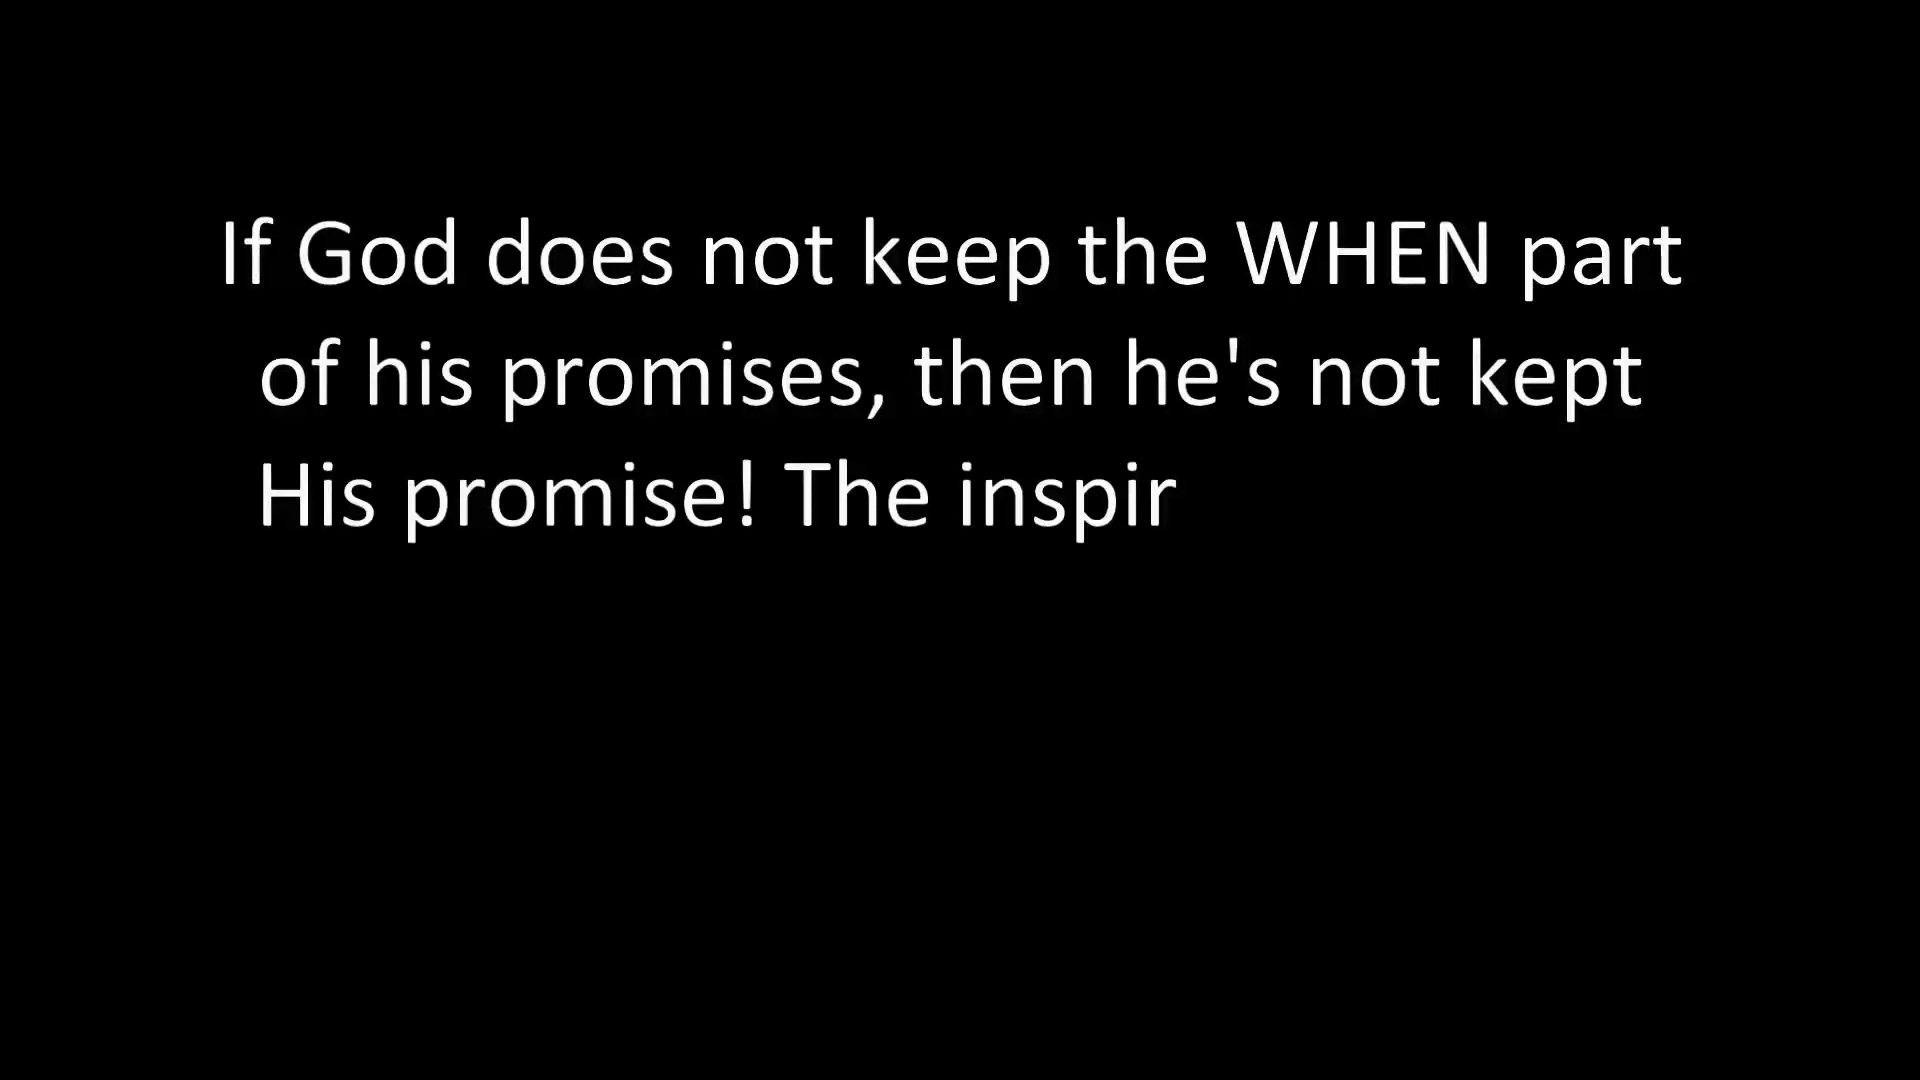 If God does not keep the WHEN part
of his promises, then he's not kept
His promise! The inspir